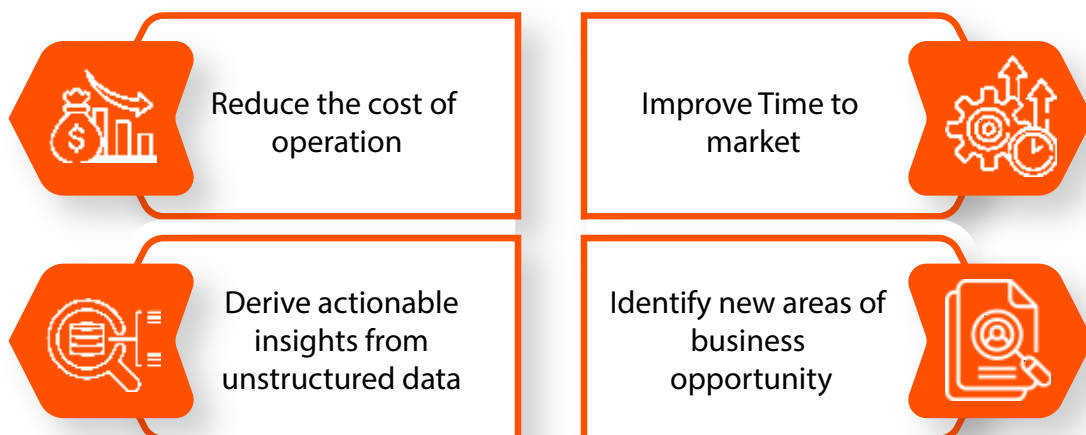 Reduce the cost of
operation
Improve Time to
market
Derive actionable
insights from
unstructured data
Identify new areas of
business
opportunity